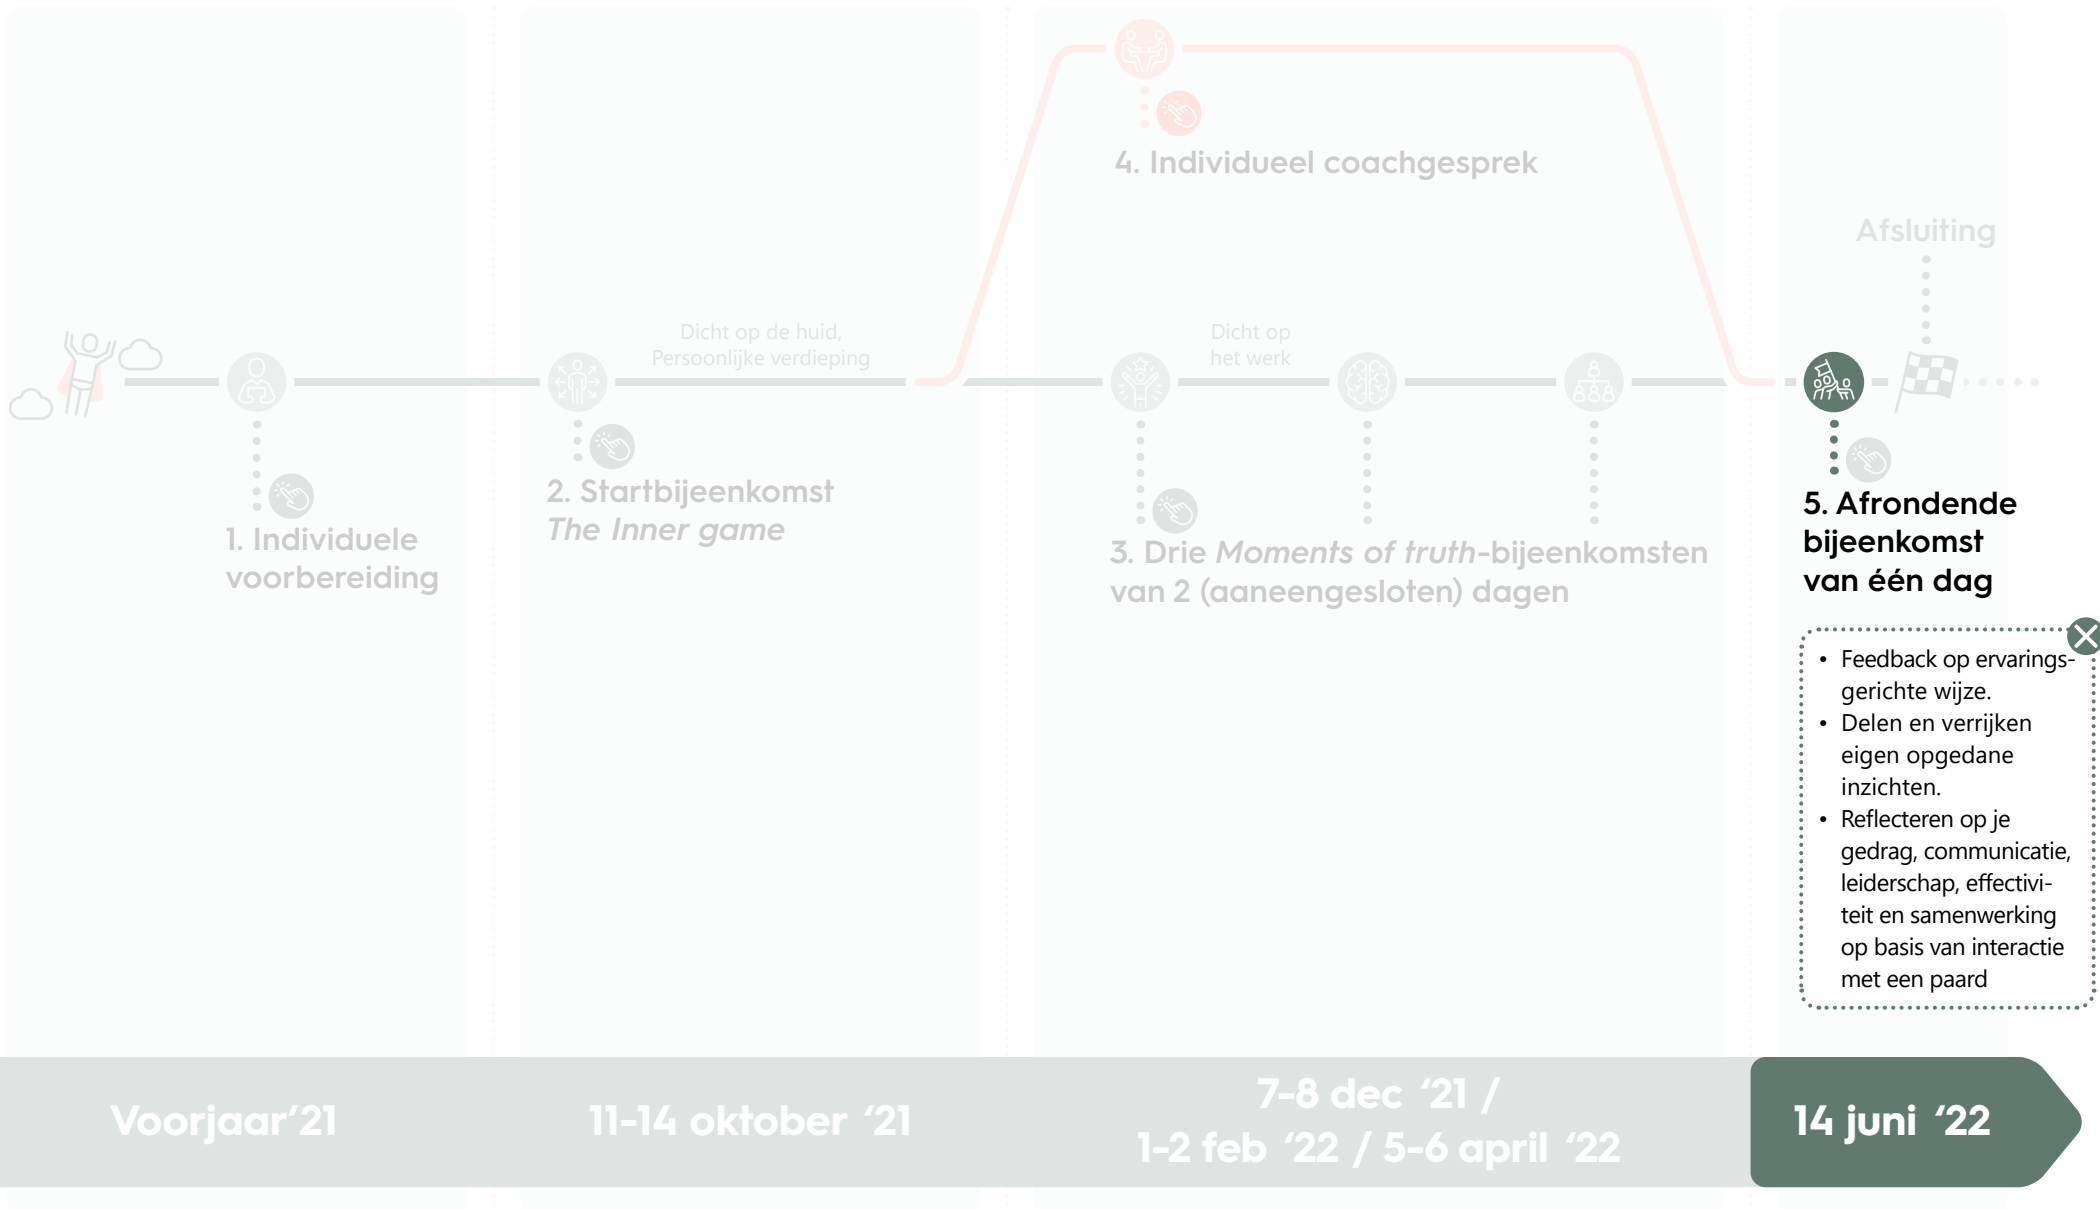 4. Individueel coachgesprek
Afsluiting
Dicht op de huid,
Persoonlijke verdieping
Dicht op
het werk
1. Individuele
voorbereiding
2. Startbijeenkomst
The Inner game
3. Drie Moments of truth-bijeenkomsten
van 2 (aaneengesloten) dagen
5. Afrondende
bijeenkomst
van één dag
• Feedback op ervarings-
gerichte wijze.
• Delen en verrijken
eigen opgedane
inzichten.
• Reflecteren op je
gedrag, communicatie,
leiderschap, effectivi-
teit en samenwerking
op basis van interactie
met een paard
Voorjaar’21
11-14 oktober ‘21
7-8 dec ‘21 /
1-2 feb ‘22 / 5-6 april ‘22
14 juni ‘22